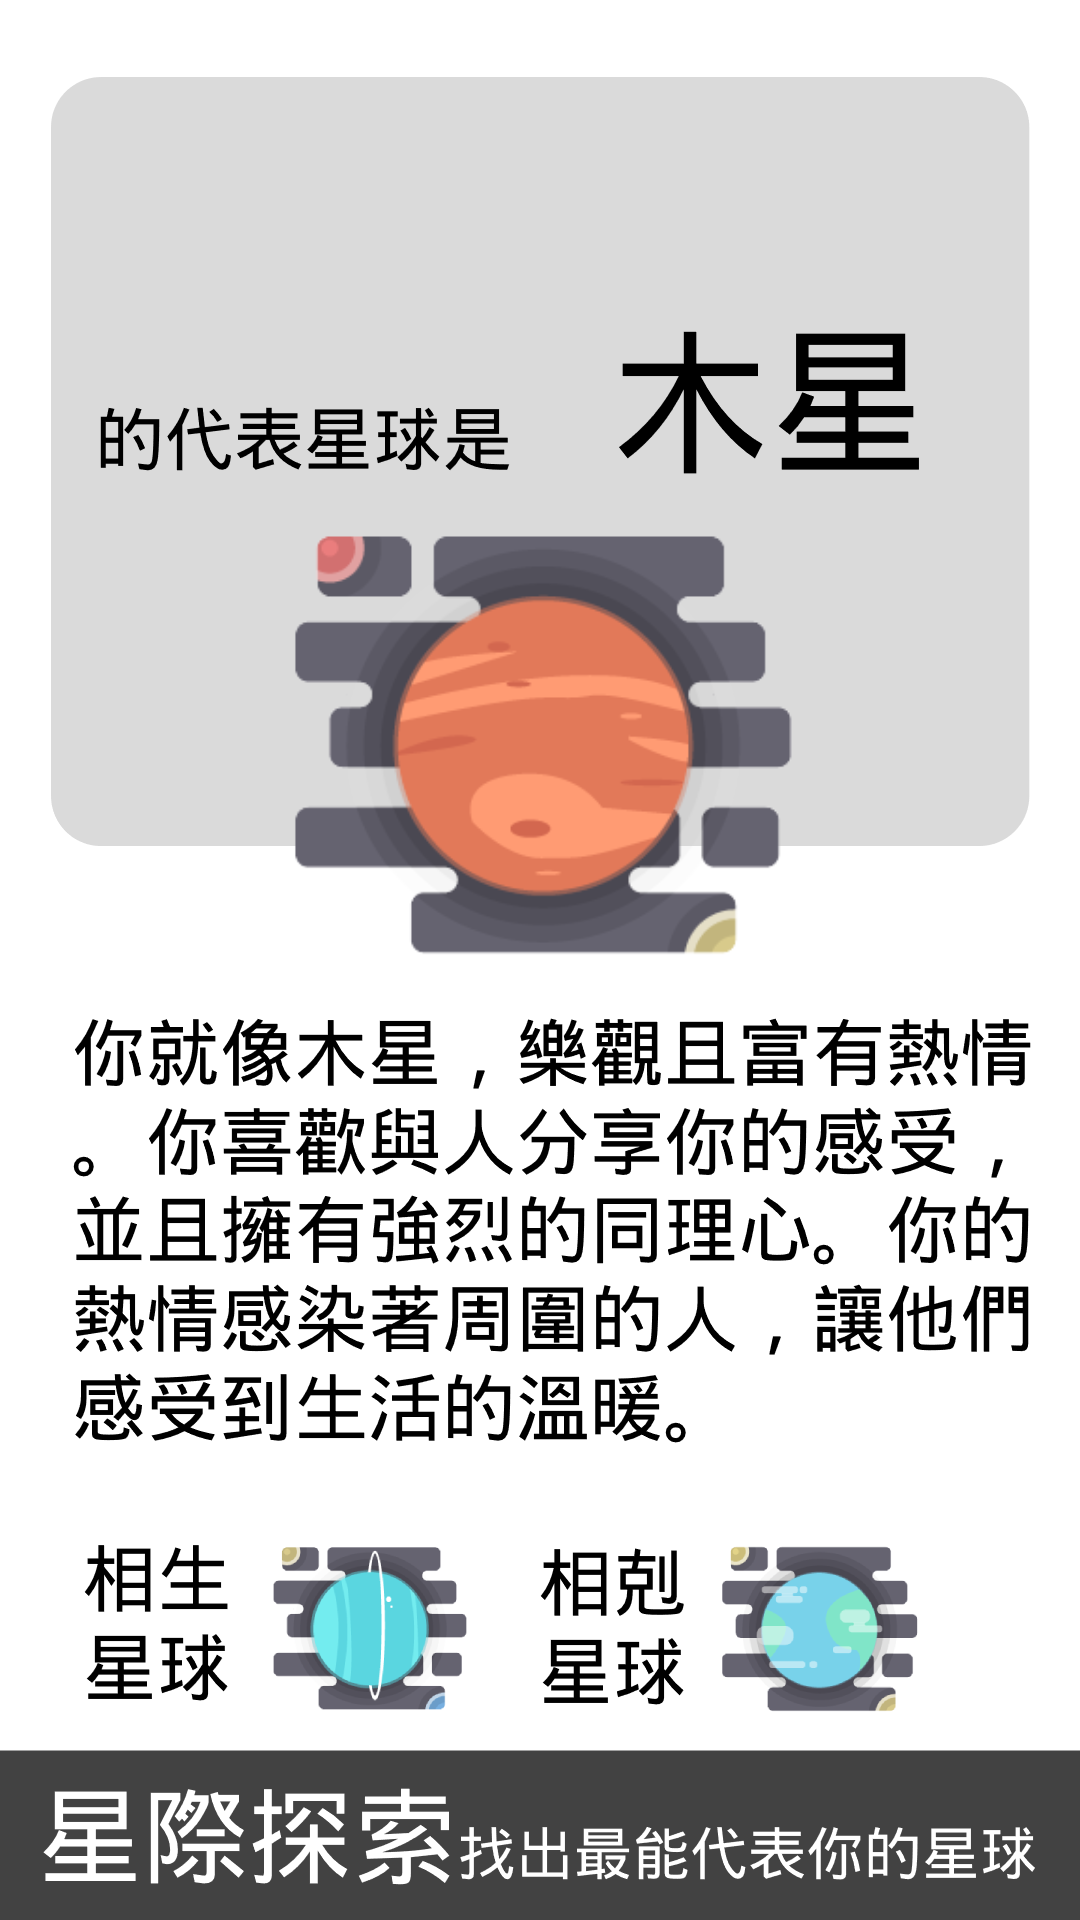 的代表星球是 木星
你就像木星，樂觀且富有熱情
。你喜歡與人分享你的感受，
並且擁有強烈的同理心。你的
熱情感染著周圍的人，讓他們
感受到生活的溫暖。
相生
星球
相剋
星球
星際探索找出最能代表你的星球